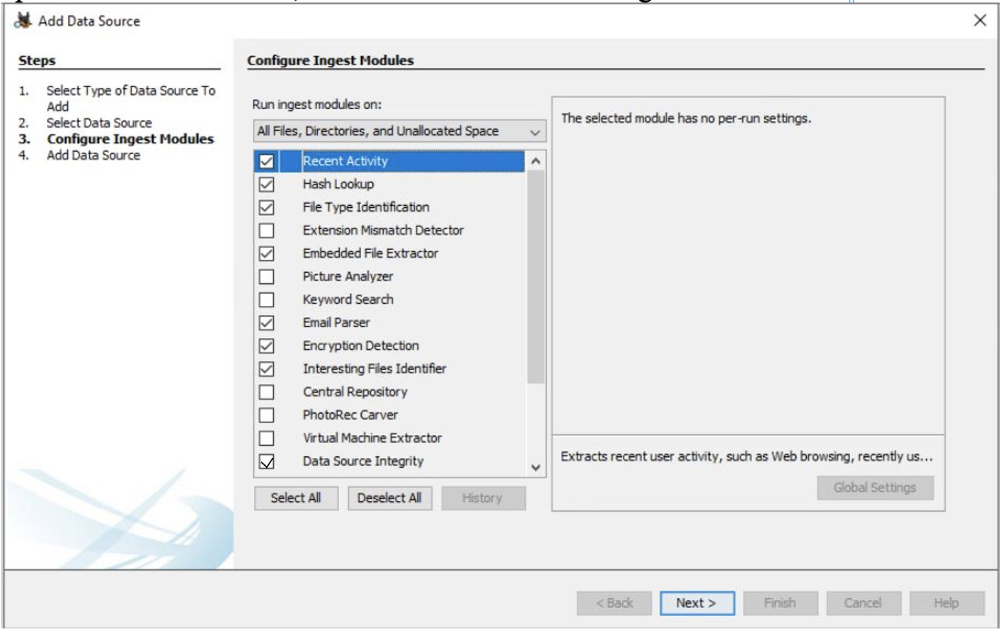 Add Data Source
Steps
1. Select Type of Data Source To
Add
2. Select Data Source
3. Configure Ingest Modules
4. Add Data Source
Configure Ingest Modules
Run ingest modules on:
All Files, Directories, and Unallocated Space
Recent Activity
Hash Lookup
File Type Identification
Extension Mismatch Detector
Embedded File Extractor
Picture Analyzer
Keyword Search
Email Parser
Encryption Detection
Interesting Files Identifier
Central Repository
PhotoRec Carver
Virtual Machine Extractor
Data Source Integrity
Select All
Deselect All
History
The selected module has no per-run settings.
Extracts recent user activity, such as Web browsing, recently us...
Global Settings
< Back
Next >
Finish
Cancel
Help